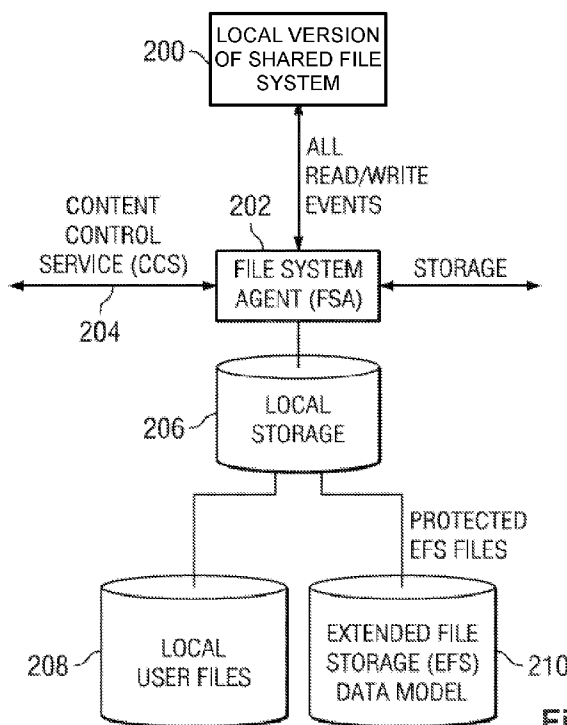 200
LOCAL VERSION
OF SHARED FILE
SYSTEM
ALL
READ/WRITE
EVENTS
202
CONTENT
CONTROL
SERVICE (CCS)
204
FILE SYSTEM
AGENT (FSA)
STORAGE
206
LOCAL
STORAGE
PROTECTED
EFS FILES
208
LOCAL
USER FILES
EXTENDED FILE
STORAGE (EFS)
DATA MODEL
210